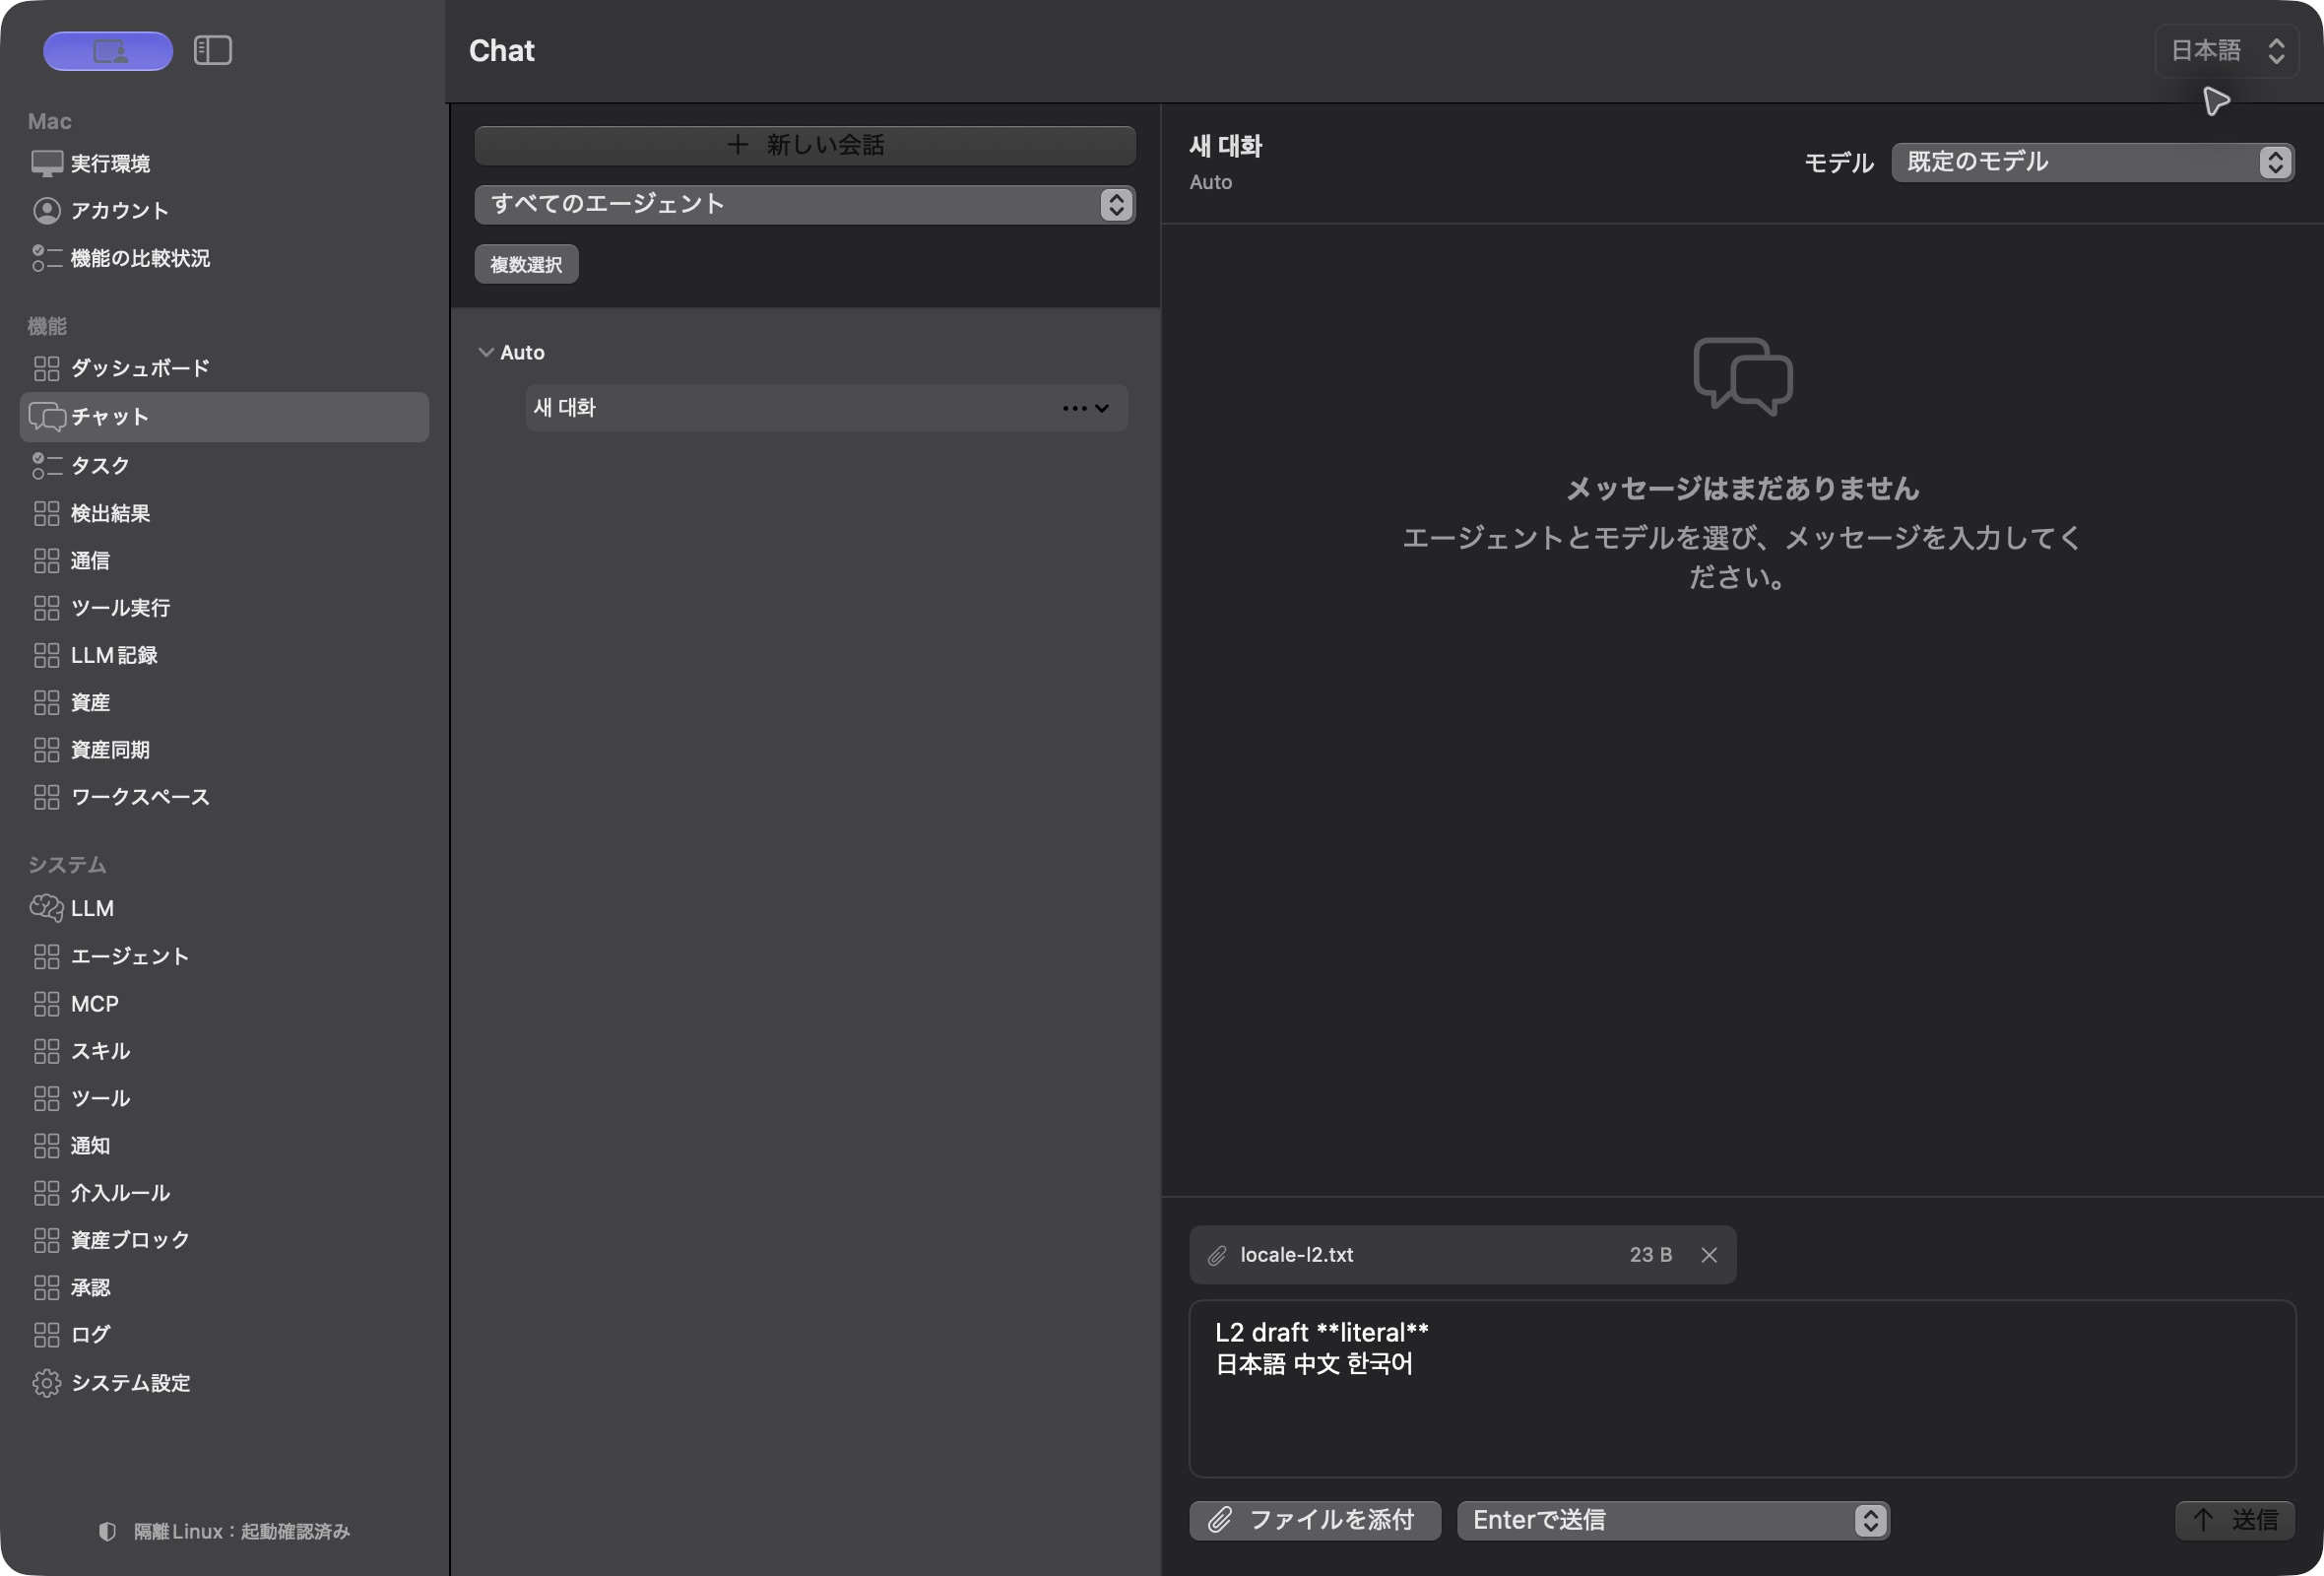 Chat
日本語
Mac
実行環境
アカウント
機能の比較状況
機能
ダッシュボード
チャット
タスク
検出結果
通信
ツール実行
LLM 記録
資産
資産同期
ワークスペース
システム
LLM
エージェント
MCP
スキル
ツール
通知
介入ルール
資産ブロック
承認
ログ
システム設定
隔離 Linux：起動確認済み
新しい会話
すべてのエージェント
複数選択
Auto
새 대화
새 대화
Auto
モデル 既定のモデル
メッセージはまだありません
エージェントとモデルを選び、メッセージを入力してく
ださい。
locale-l2.txt 23 B
L2 draft **literal**
日本語 中文 한국어
ファイルを添付 Enterで送信 送信